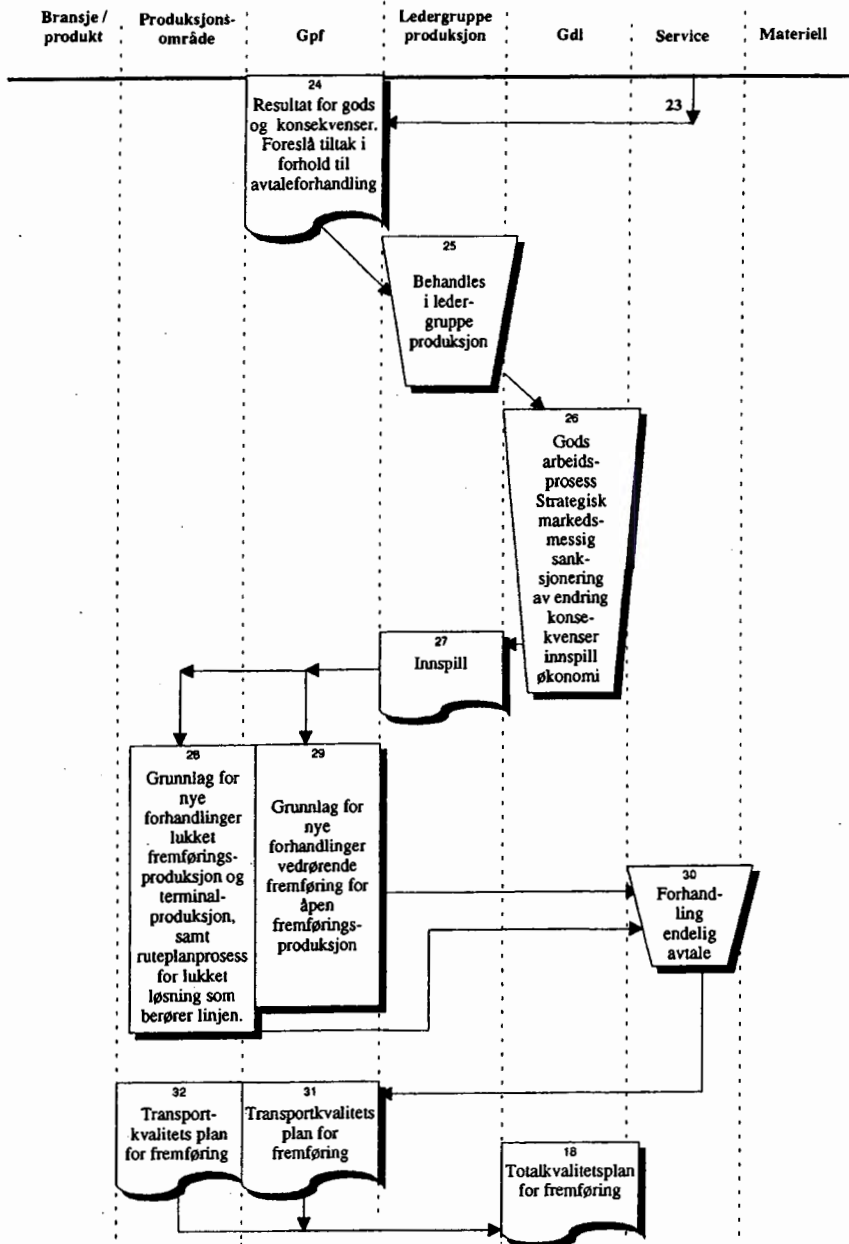 Bransje /
produkt
Produksjons-
område
Gpf
Ledergruppe
produksjon
Gdl
Service
Materiell
23
24
Resultat for gods
og konsekvenser.
Foreslå tiltak i
forhold til
avtaleforhandling
25
Behandles
i leder-
gruppe
produksjon
26
Gods
arbeids-
prosess
Strategisk
markeds-
messig
sank-
sjonering
av endring
konse-
kvenser
innspill
økonomi
27
Innspill
28
Grunnlag for
nye
forhandlinger
lukket
fremførings-
produksjon og
terminal-
produksjon,
samt
ruteplanprosess
for lukket
løsning som
berører linjen.
29
Grunnlag for
nye
forhandlinger
vedrørende
fremføring for
åpen
fremførings-
produksjon
30
Forhand-
ling
endelig
avtale
32
Transport-
kvalitets plan
for fremføring
31
Transportkvalitets
plan for
fremføring
18
Totalkvalitetsplan
for fremføring